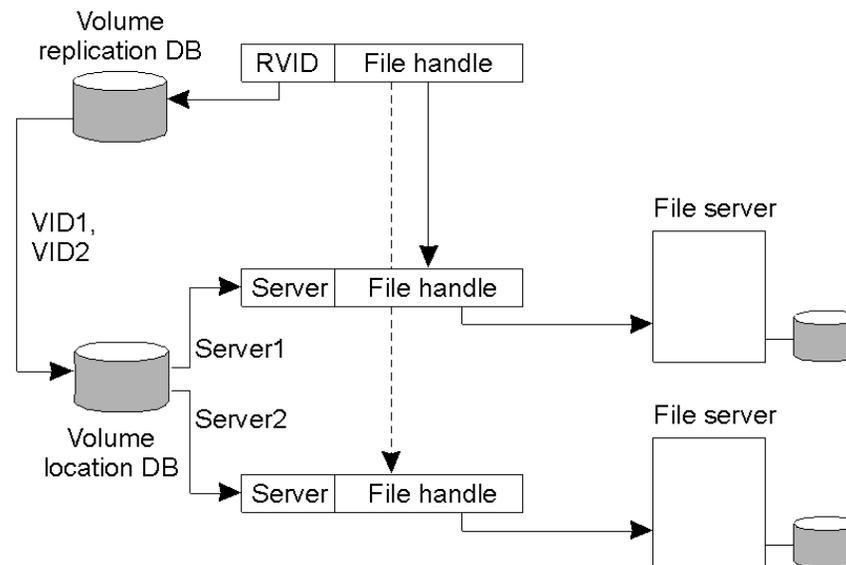 Volume
replication DB
RVID File handle
VID1,
VID2
File server
Server File handle
Server1
Server2
File server
Volume
location DB
Server File handle